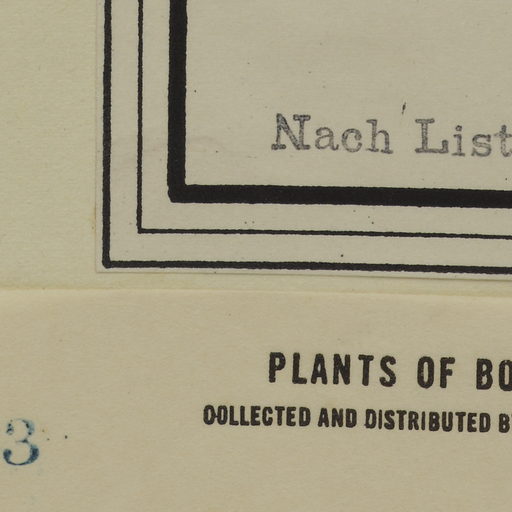 Nach List
PLANTS OF BO
COLLECTED AND DISTRIBUTED B
3